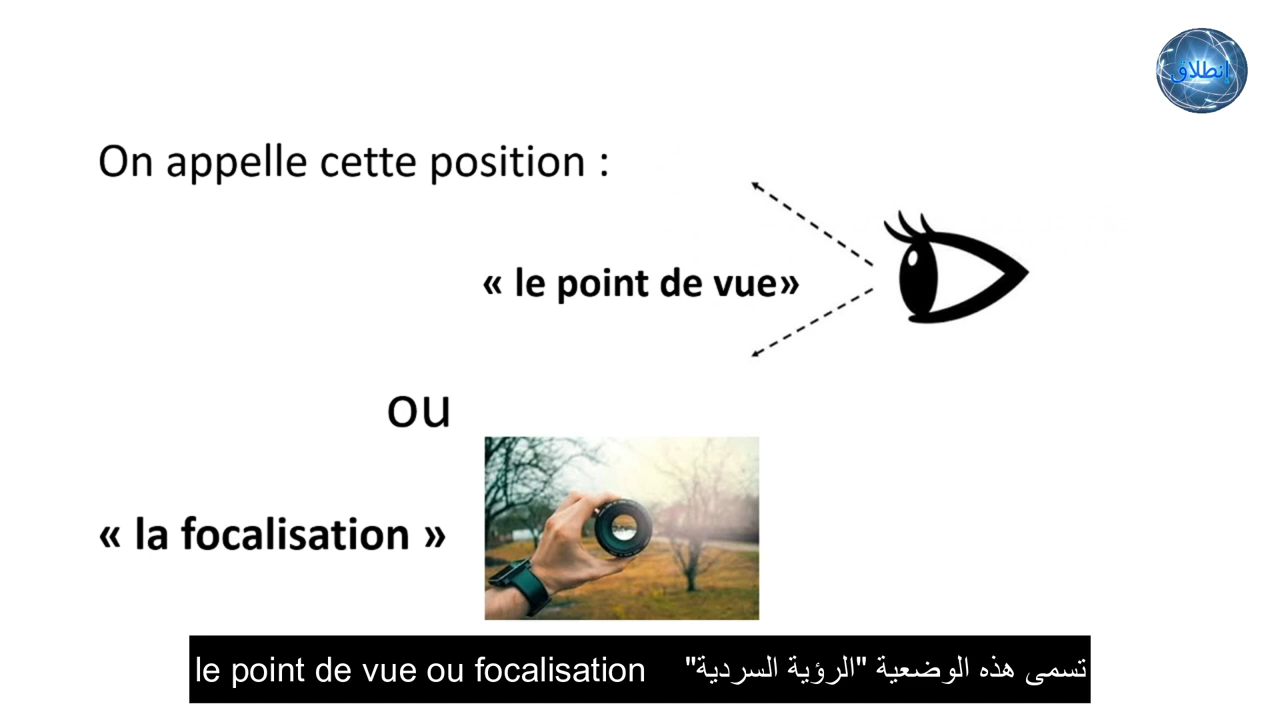 إنطلاق
On appelle cette position :
« le point de vue»
ou
« la focalisation »
le point de vue ou focalisation تسمى هذه الوضعية "الرؤية السردية"